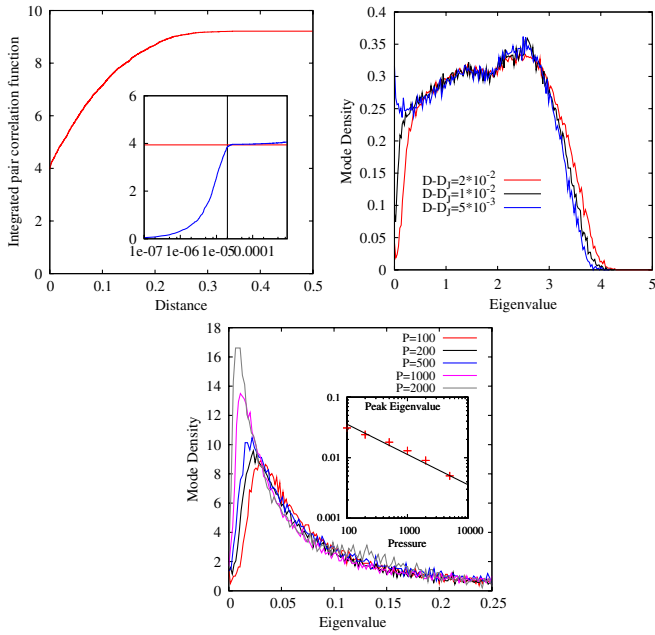 Integrated pair correlation function
10
8
6
4
2
0
0 0.1 0.2 0.3 0.4 0.5
Distance
6
4
2
0
1e-07 1e-06 1e-05 0.0001
Mode Density
0.4
0.35
0.3
0.25
0.2
0.15
0.1
0.05
0
0 1 2 3 4 5
Eigenvalue
D-D_J=2*10^-2
D-D_J=1*10^-2
D-D_J=5*10^-3
Mode Density
18
16
14
12
10
8
6
4
2
0
0 0.05 0.1 0.15 0.2 0.25
Eigenvalue
P=100
P=200
P=500
P=1000
P=2000
Peak Eigenvalue
0.1
0.01
0.001
100 1000 10000
Pressure